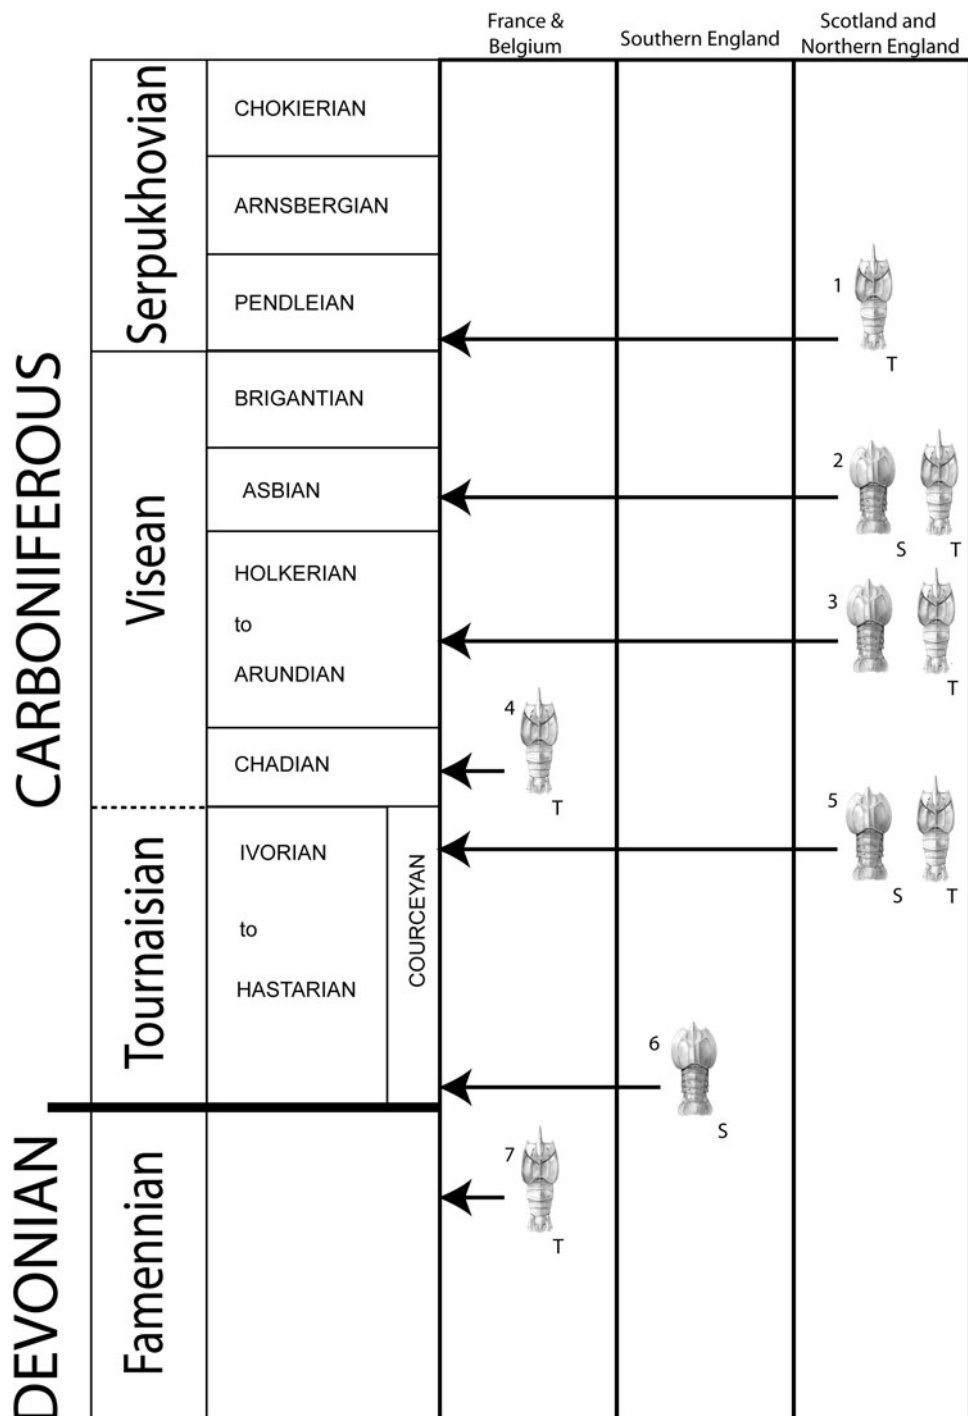 France &
Belgium
Southern England
Scotland and
Northern England
CARBONIFEROUS
DEVONIAN
Serpukhovian
Visean
Tournaisian
Famennian
CHOKIERIAN
ARNSBERGIAN
PENDLEIAN
BRIGANTIAN
ASBIAN
HOLKERIAN
to
ARUNDIAN
CHADIAN
IVORIAN
to
HASTARIAN
COURCEYAN
1
T
2
S
T
3
T
4
T
5
S
T
6
S
7
T